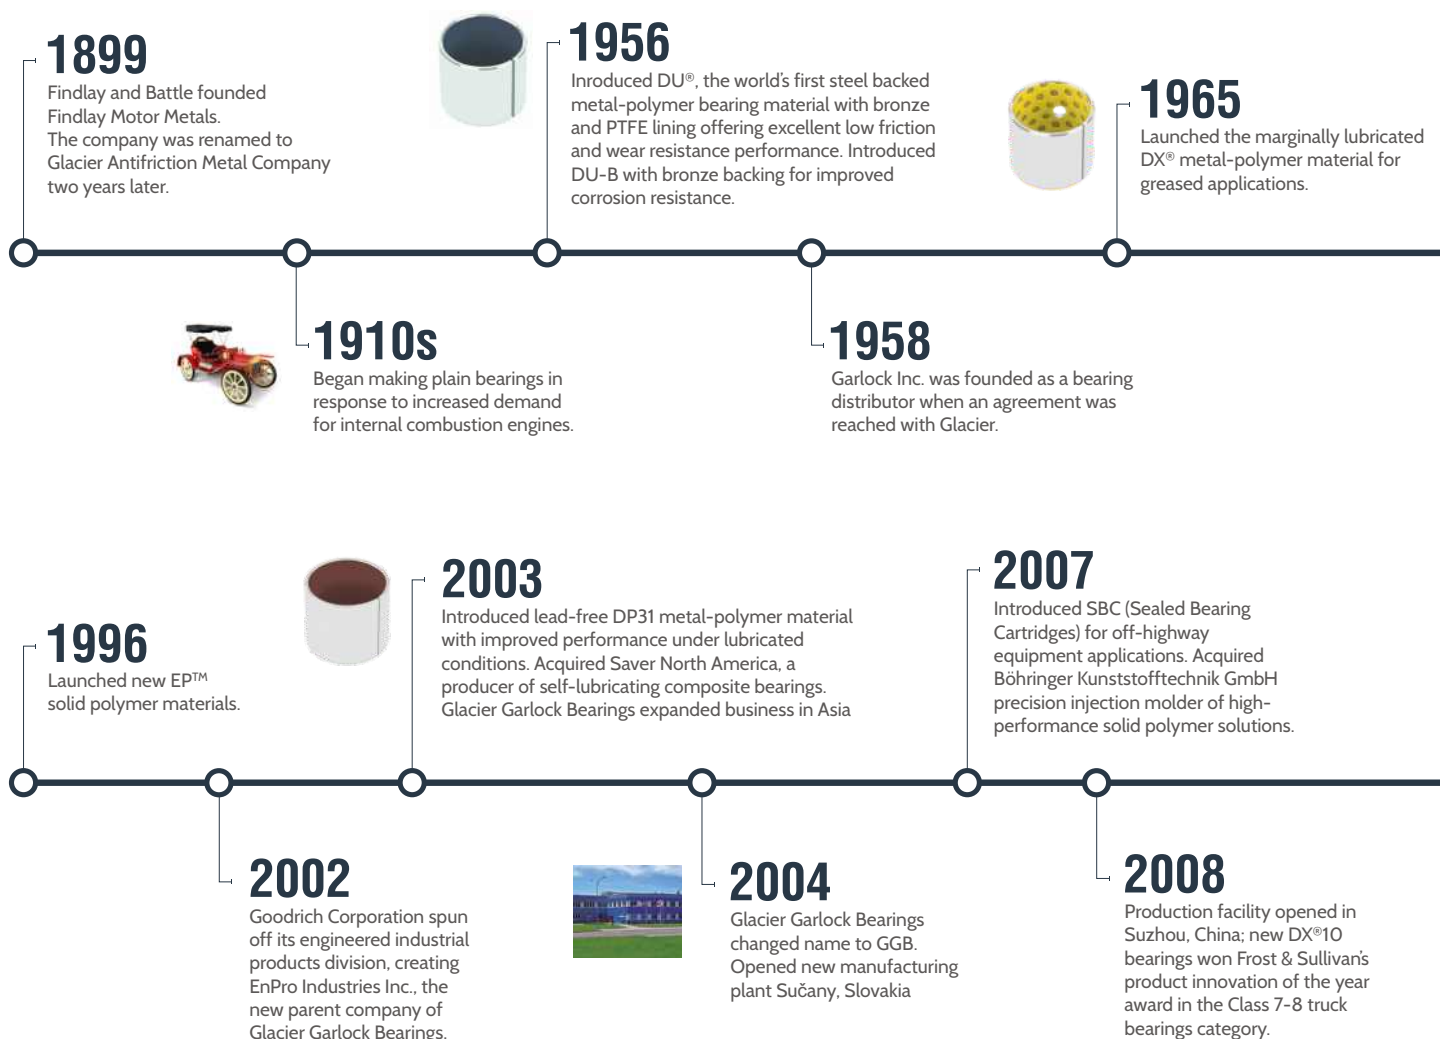 1899
Findlay and Battle founded
Findlay Motor Metals.
The company was renamed to
Glacier Antifriction Metal Company
two years later.
1910s
Began making plain bearings in
response to increased demand
for internal combustion engines.
1956
Inroduced DU®, the world's first steel backed
metal-polymer bearing material with bronze
and PTFE lining offering excellent low friction
and wear resistance performance. Introduced
DU-B with bronze backing for improved
corrosion resistance.
1958
Garlock Inc. was founded as a bearing
distributor when an agreement was
reached with Glacier.
1965
Launched the marginally lubricated
DX® metal-polymer material for
greased applications.
1996
Launched new EP™
solid polymer materials.
2002
Goodrich Corporation spun
off its engineered industrial
products division, creating
EnPro Industries Inc., the
new parent company of
Glacier Garlock Bearings.
2003
Introduced lead-free DP31 metal-polymer material
with improved performance under lubricated
conditions. Acquired Saver North America, a
producer of self-lubricating composite bearings.
Glacier Garlock Bearings expanded business in Asia
2004
Glacier Garlock Bearings
changed name to GGB.
Opened new manufacturing
plant Sučany, Slovakia
2007
Introduced SBC (Sealed Bearing
Cartridges) for off-highway
equipment applications. Acquired
Böhringer Kunststofftechnik GmbH
precision injection molder of high-
performance solid polymer solutions.
2008
Production facility opened in
Suzhou, China; new DX®10
bearings won Frost & Sullivan's
product innovation of the year
award in the Class 7-8 truck
bearings category.